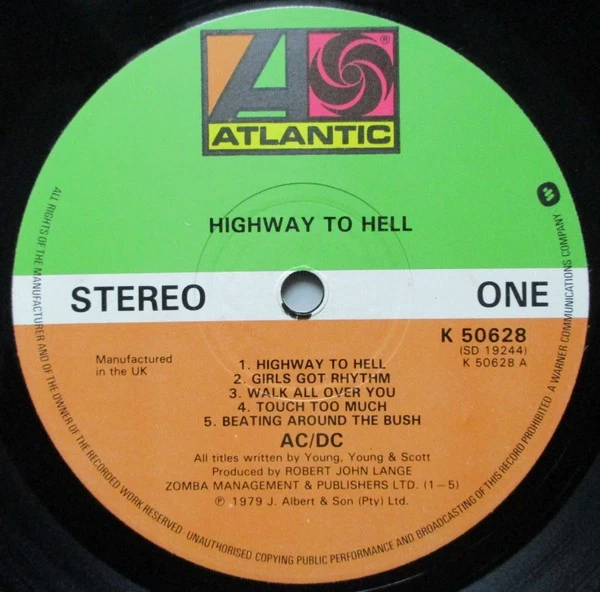 ATLANTIC
®
HIGHWAY TO HELL
STEREO
ONE
K 50628
(SD 19244)
K 50628 A
Manufactured
in the UK
1. HIGHWAY TO HELL
2. GIRLS GOT RHYTHM
3. WALK ALL OVER YOU
4. TOUCH TOO MUCH
5. BEATING AROUND THE BUSH
AC/DC
All titles written by Young, Young & Scott
Produced by ROBERT JOHN LANGE
ZOMBA MANAGEMENT & PUBLISHERS LTD. (1–5)
℗ 1979 J. Albert & Son (Pty) Ltd.
ALL RIGHTS OF THE MANUFACTURER AND OF THE OWNER OF THE RECORDED WORK RESERVED. UNAUTHORISED COPYING PUBLIC PERFORMANCE AND BROADCASTING OF THIS RECORD PROHIBITED. A WARNER COMMUNICATIONS COMPANY